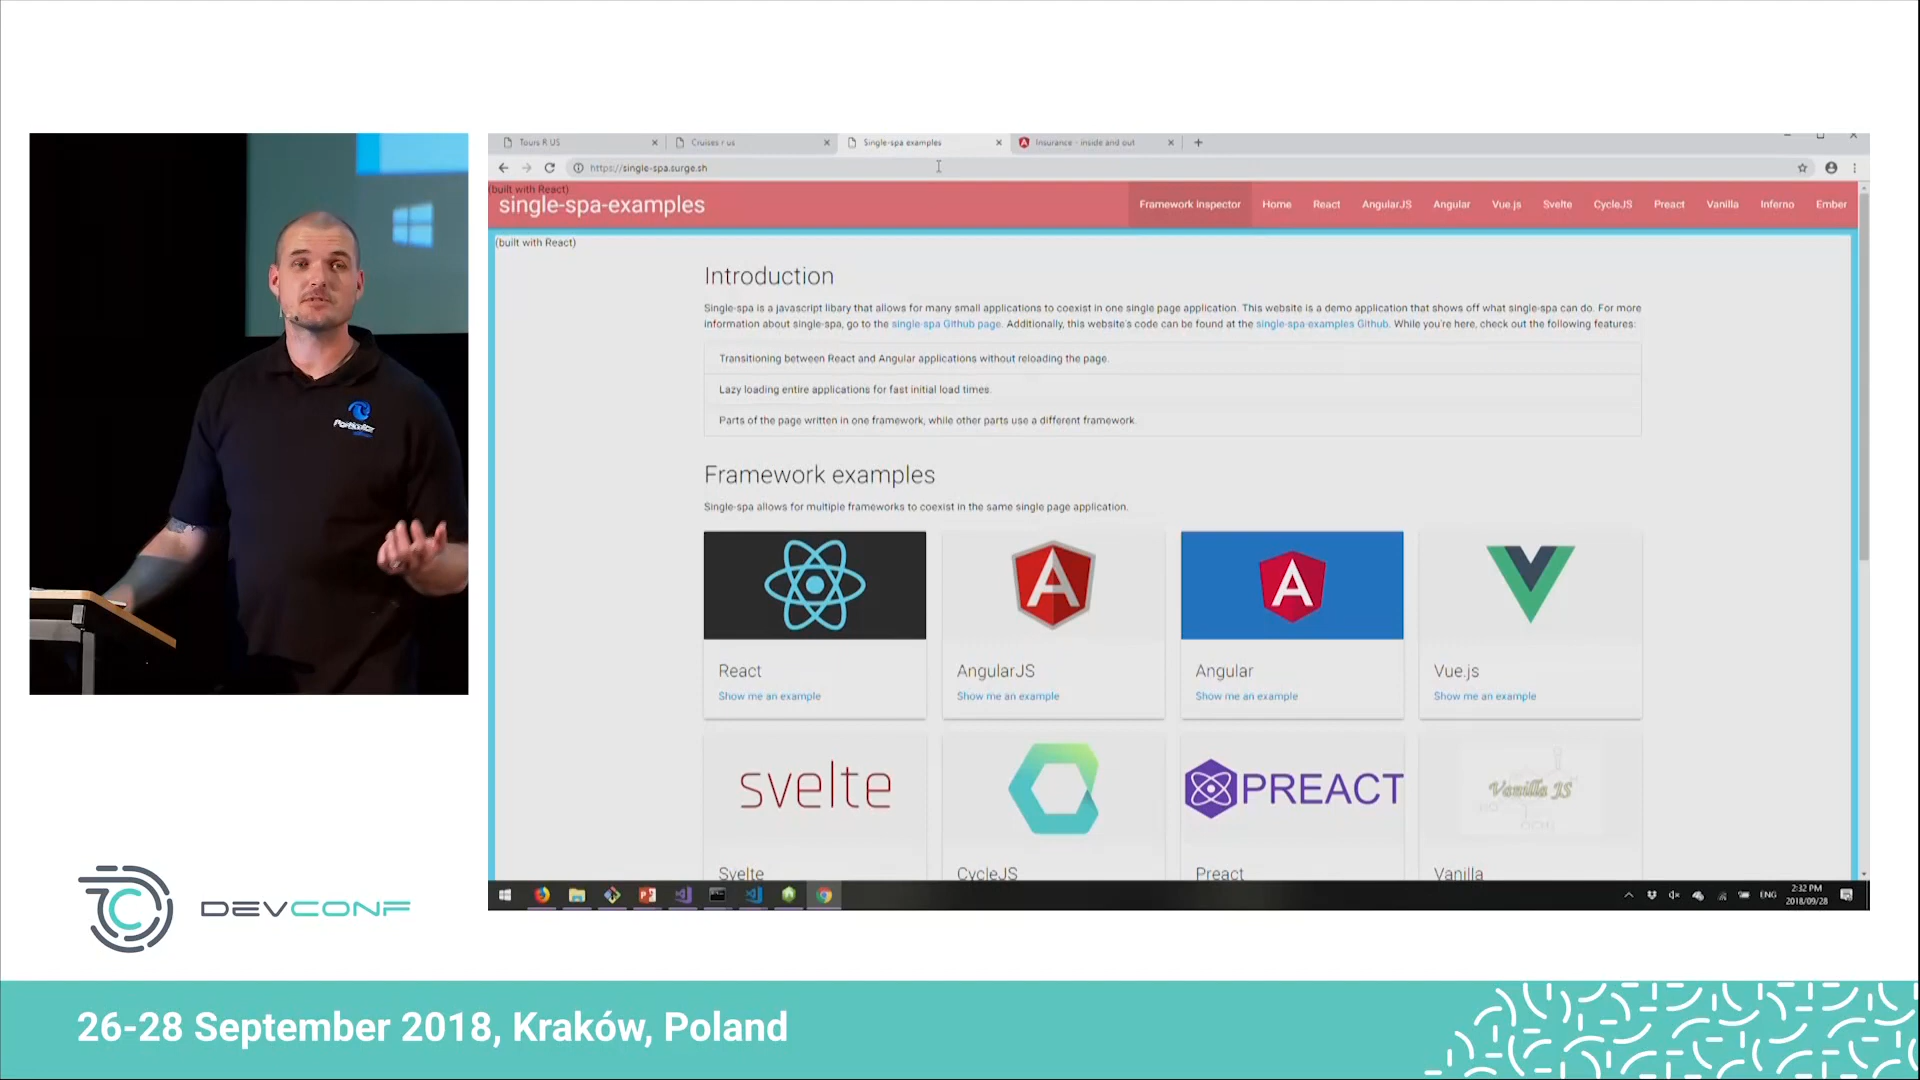 Tours R US
Cruises r us
Single-spa examples
Insurance - inside and out
https://single-spa.surge.sh
(built with React)
single-spa-examples
Framework Inspector
Home
React
AngularJS
Angular
Vue.js
Svelte
CycleJS
Preact
Vanilla
Inferno
Ember
(built with React)
Introduction
Single-spa is a javascript libary that allows for many small applications to coexist in one single page application. This website is a demo application that shows off what single-spa can do. For more
information about single-spa, go to the single-spa Github page. Additionally, this website's code can be found at the single-spa-examples Github. While you're here, check out the following features:
Transitioning between React and Angular applications without reloading the page.
Lazy loading entire applications for fast initial load times.
Parts of the page written in one framework, while other parts use a different framework.
Framework examples
Single-spa allows for multiple frameworks to coexist in the same single page application.
React
Show me an example
AngularJS
Show me an example
Angular
Show me an example
Vue.js
Show me an example
svelte
PREACT
Vanilla JS
Svelte
CycleJS
Preact
Vanilla
ENG
2:32 PM
2018/09/28
DEVCONF
26-28 September 2018, Kraków, Poland